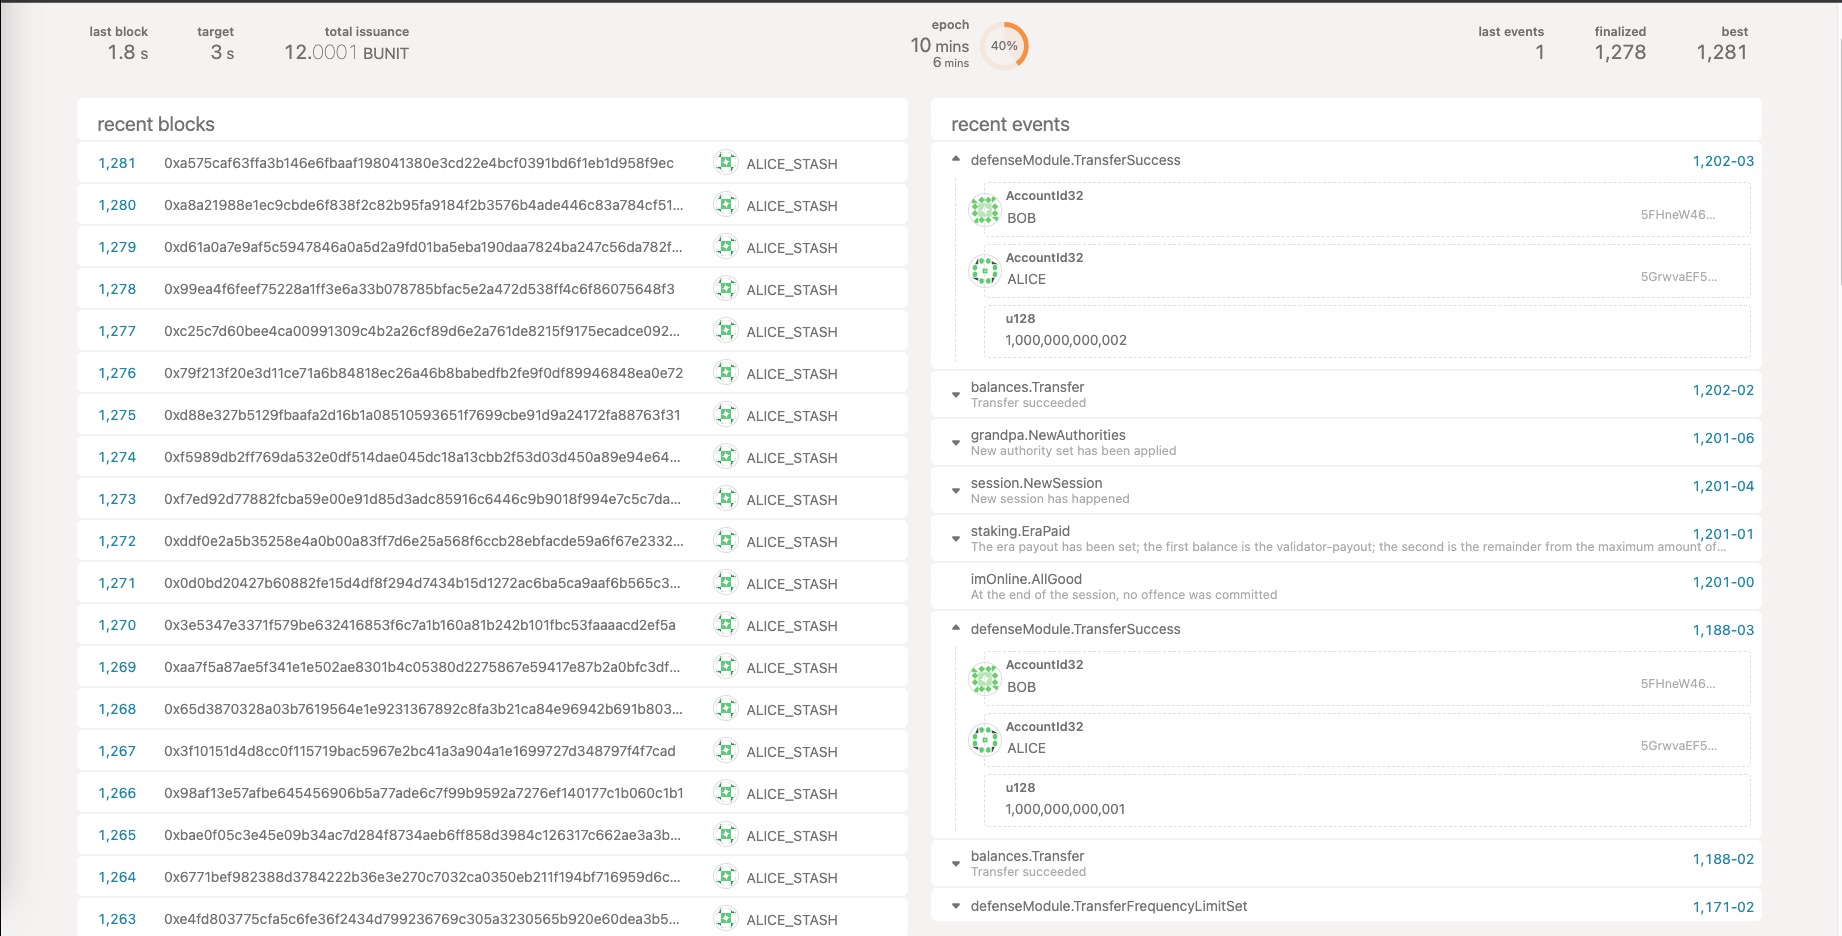 last block
1.8 s
target
3 s
total issuance
12.0001 BUNIT
epoch
10 mins
6 mins
40%
last events
1
finalized
1,278
best
1,281
recent blocks
1,281 0xa575caf63ffa3b146e6fbaaf198041380e3cd22e4bcf0391bd6f1eb1d958f9ec ALICE_STASH
1,280 0xa8a21988e1ec9cbde6f838f2c82b95fa9184f2b3576b4ade446c83a784cf51... ALICE_STASH
1,279 0xd61a0a7e9af5c5947846a0a5d2a9fd01ba5eba190daa7824ba247c56da782f... ALICE_STASH
1,278 0x99ea4f6feef75228a1ff3e6a33b078785bfac5e2a472d538ff4c6f86075648f3 ALICE_STASH
1,277 0xc25c7d60bee4ca00991309c4b2a26cf89d6e2a761de8215f9175ecadce092... ALICE_STASH
1,276 0x79f213f20e3d11ce71a6b84818ec26a46b8babedfb2fe9f0df89946848ea0e72 ALICE_STASH
1,275 0xd88e327b5129fbaafa2d16b1a08510593651f7699cbe91d9a24172fa88763f31 ALICE_STASH
1,274 0xf5989db2ff769da532e0df514dae045dc18a13cbb2f53d03d450a89e94e64... ALICE_STASH
1,273 0xf7ed92d77882fcba59e00e91d85d3adc85916c6446c9b9018f994e7c5c7da... ALICE_STASH
1,272 0xddf0e2a5b35258e4a0b00a83ff7d6e25a568f6ccb28ebfacde59a6f67e2332... ALICE_STASH
1,271 0x0d0bd20427b60882fe15d4df8f294d7434b15d1272ac6ba5ca9aaf6b565c3... ALICE_STASH
1,270 0x3e5347e3371f579be632416853f6c7a1b160a81b242b101fbc53faaaacd2ef5a ALICE_STASH
1,269 0xaa7f5a87ae5f341e1e502ae8301b4c05380d2275867e59417e87b2a0bfc3df... ALICE_STASH
1,268 0x65d3870328a03b7619564e1e9231367892c8fa3b21ca84e96942b691b803... ALICE_STASH
1,267 0x3f10151d4d8cc0f115719bac5967e2bc41a3a904a1e1699727d348797f4f7cad ALICE_STASH
1,266 0x98af13e57afbe645456906b5a77ade6c7f99b9592a7276ef140177c1b060c1b1 ALICE_STASH
1,265 0xbae0f05c3e45e09b34ac7d284f8734aeb6ff858d3984c126317c662ae3a3b... ALICE_STASH
1,264 0x6771bef982388d3784222b36e3e270c7032ca0350eb211f194bf716959d6c... ALICE_STASH
1,263 0xe4fd803775cfa5c6fe36f2434d799236769c305a3230565b920e60dea3b5... ALICE_STASH
recent events
defenseModule.TransferSuccess 1,202-03
AccountId32
BOB 5FHneW46...
AccountId32
ALICE 5GrwvaEF5...
u128
1,000,000,000,002
balances.Transfer 1,202-02
Transfer succeeded
grandpa.NewAuthorities 1,201-06
New authority set has been applied
session.NewSession 1,201-04
New session has happened
staking.EraPaid 1,201-01
The era payout has been set; the first balance is the validator-payout; the second is the remainder from the maximum amount of...
imOnline.AllGood 1,201-00
At the end of the session, no offence was committed
defenseModule.TransferSuccess 1,188-03
AccountId32
BOB 5FHneW46...
AccountId32
ALICE 5GrwvaEF5...
u128
1,000,000,000,001
balances.Transfer 1,188-02
Transfer succeeded
defenseModule.TransferFrequencyLimitSet 1,171-02